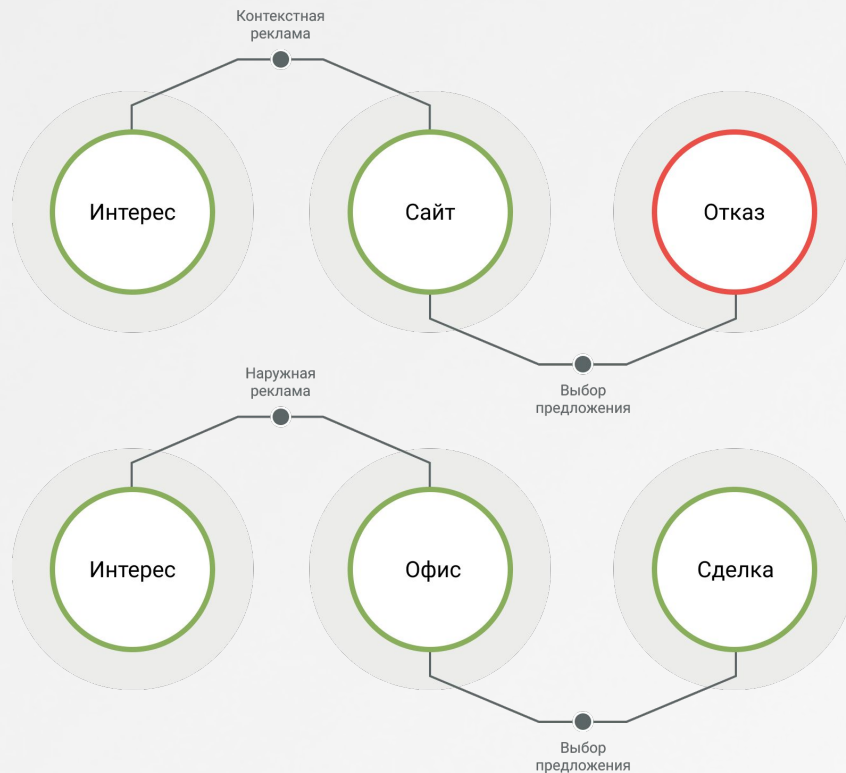 Контекстная
реклама
Интерес
Сайт
Отказ
Выбор
предложения
Наружная
реклама
Интерес
Офис
Сделка
Выбор
предложения